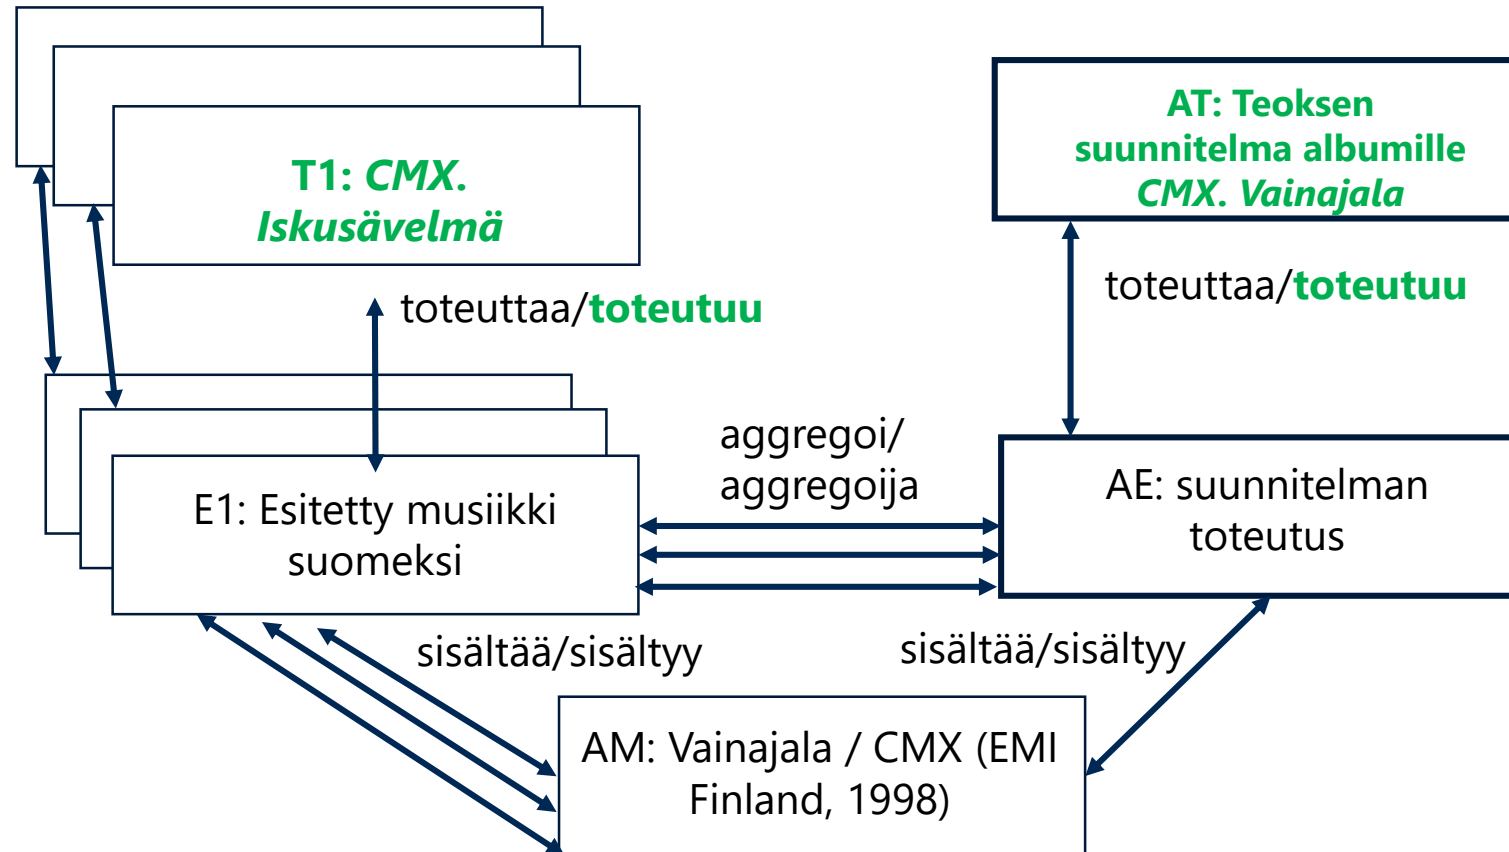 T1: CMX.
Iskusävelmä
AT: Teoksen
suunnitelma albumille
CMX. Vainajala
toteuttaa/toteutuu
toteuttaa/toteutuu
aggregoi/
aggregoija
E1: Esitetty musiikki
suomeksi
AE: suunnitelman
toteutus
sisältää/sisältyy
sisältää/sisältyy
AM: Vainajala / CMX (EMI
Finland, 1998)